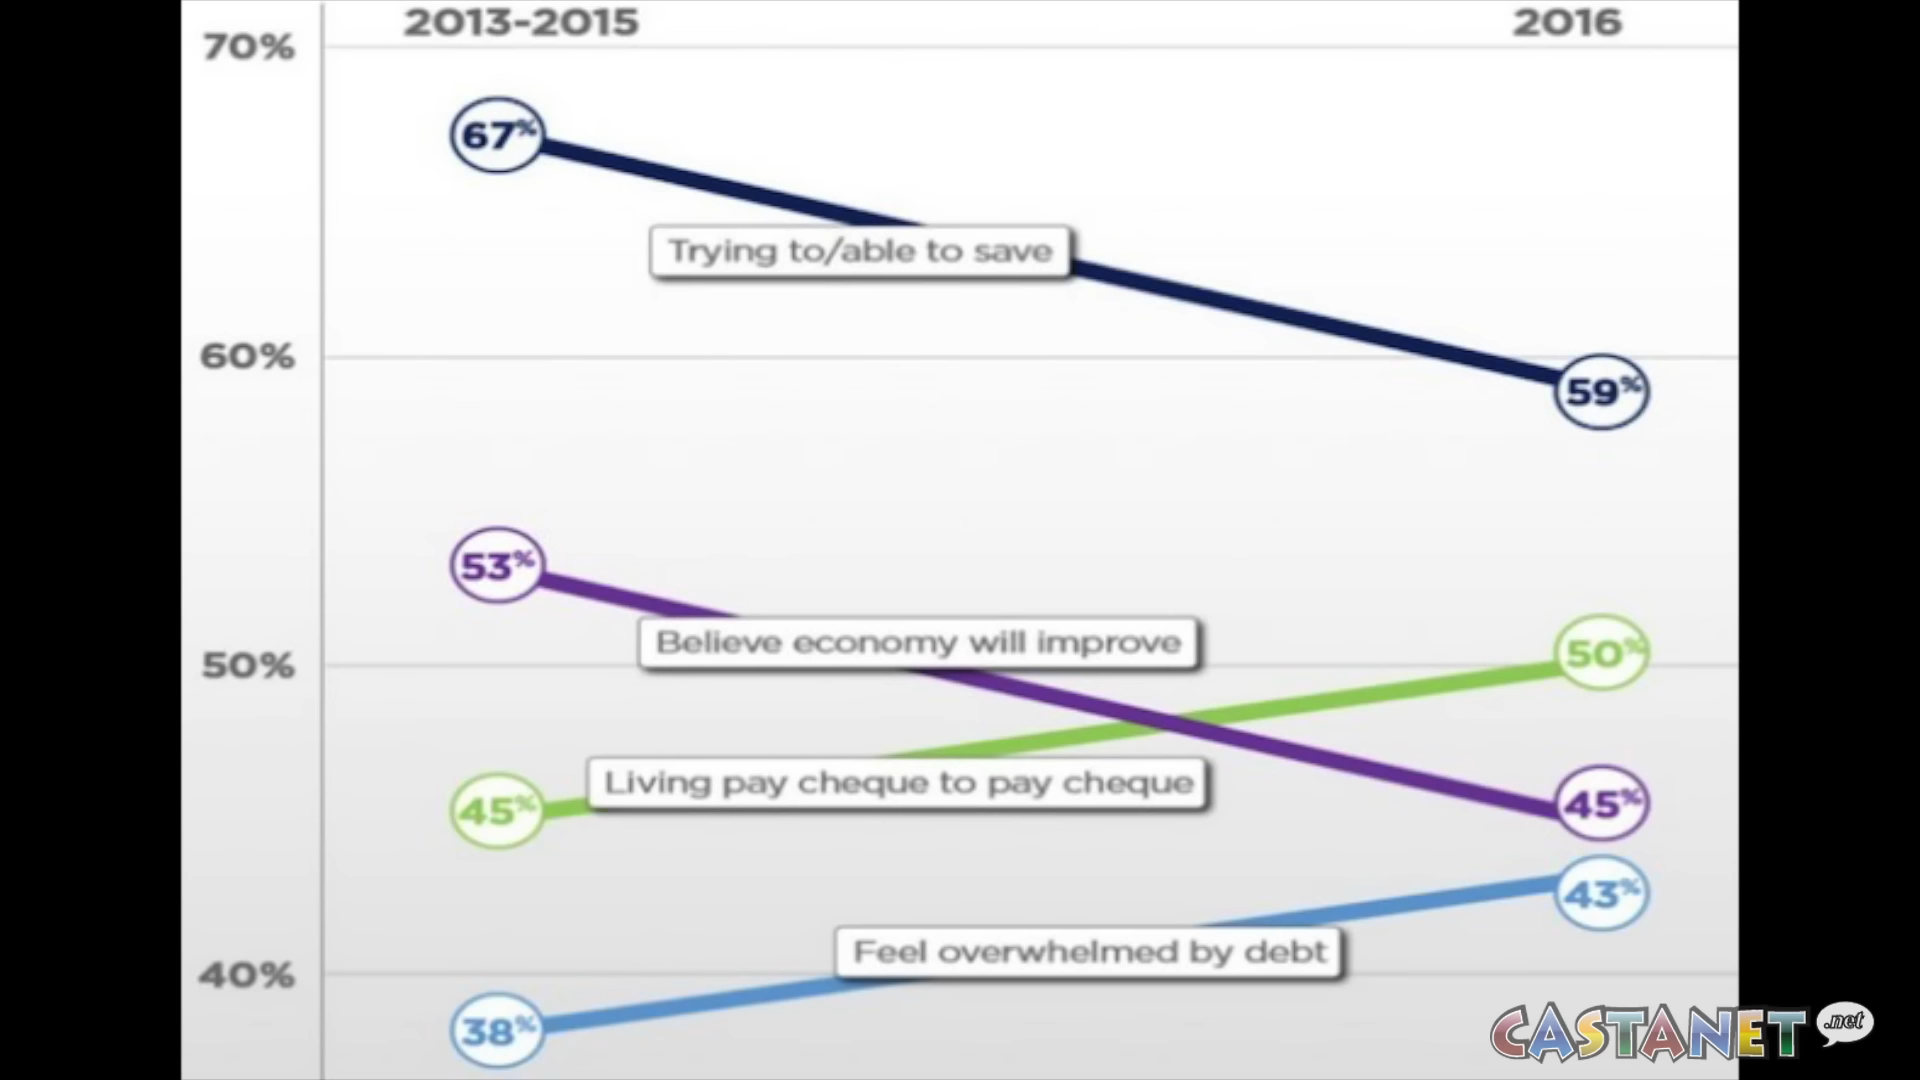 2013-2015 2016
70%
67%
Trying to/able to save
60%
59%
53%
Believe economy will improve
50%
50%
Living pay cheque to pay cheque
45%
45%
43%
Feel overwhelmed by debt
40%
38%
CASTANET .net